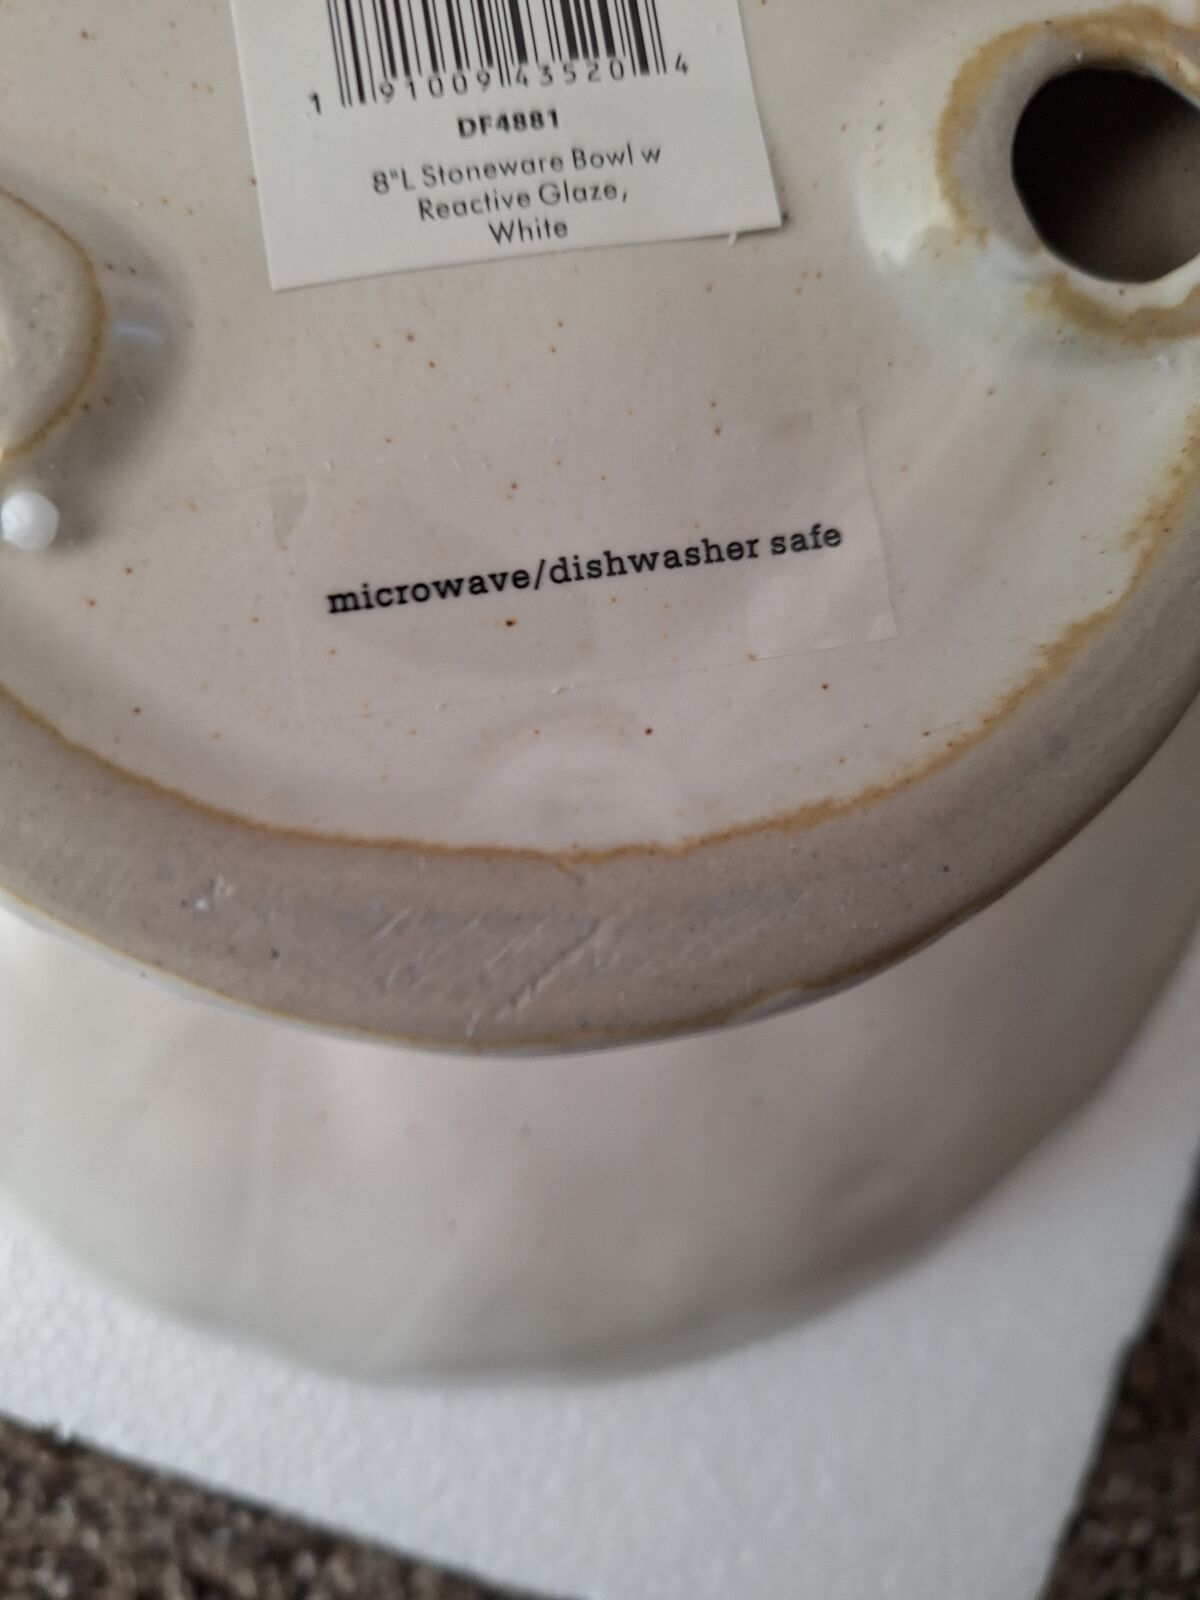 1 91009 43520 4
DF4881
8"L Stoneware Bowl w
Reactive Glaze,
White
microwave/dishwasher safe